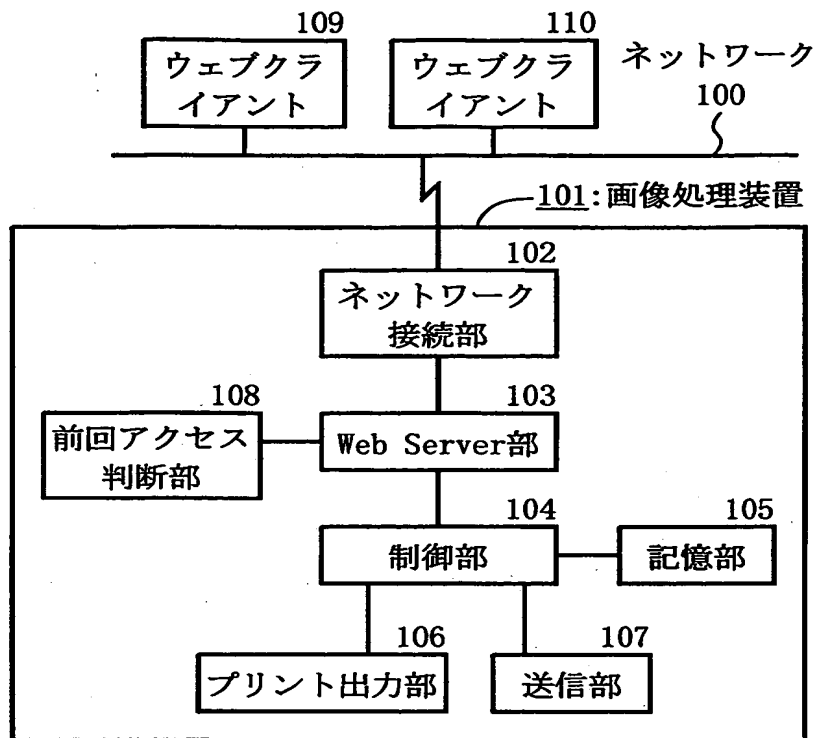 109
ウェブクラ
イアント
110
ウェブクラ
イアント
ネットワーク
100
101:画像処理装置
102
ネットワーク
接続部
108
前回アクセス
判断部
103
Web Server部
104
制御部
105
記憶部
106
プリント出力部
107
送信部